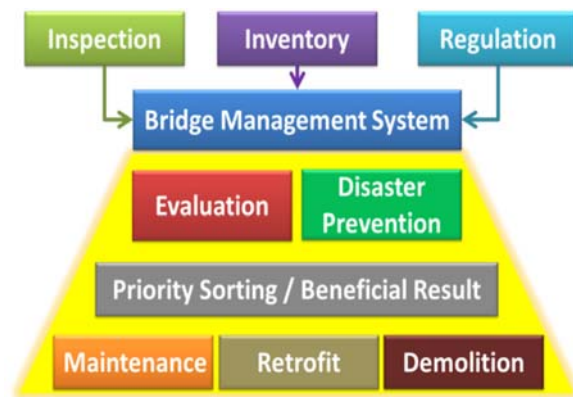 Inspection
Inventory
Regulation
Bridge Management System
Evaluation
Disaster
Prevention
Priority Sorting / Beneficial Result
Maintenance
Retrofit
Demolition